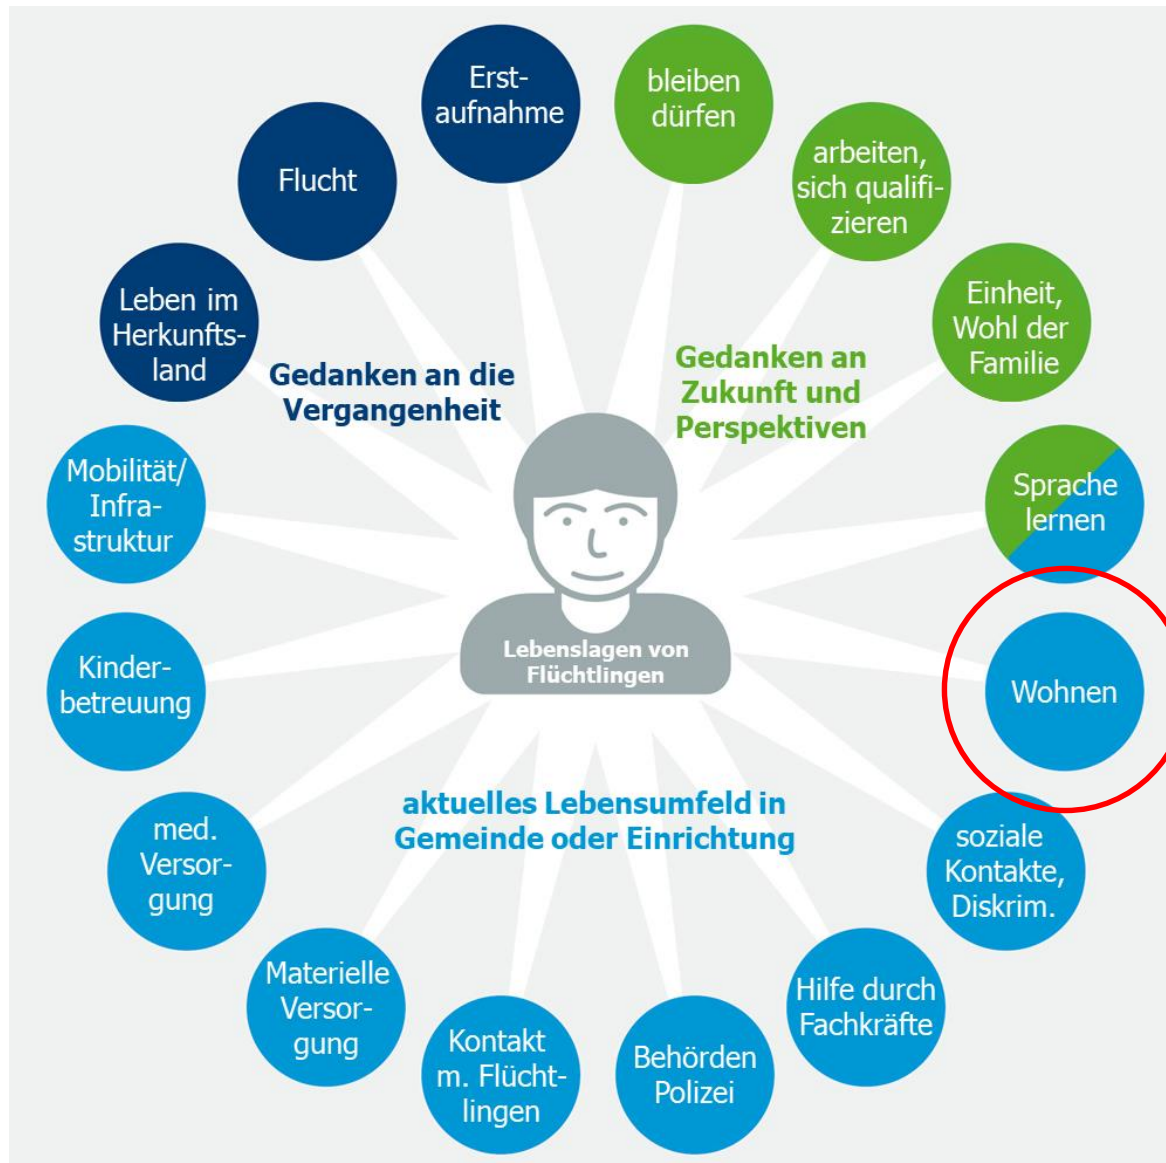 Erst-
aufnahme
bleiben
dürfen
Flucht
arbeiten,
sich qualifi-
zieren
Leben im
Herkunfts-
land
Einheit,
Wohl der
Familie
Gedanken an die
Vergangenheit
Gedanken an
Zukunft und
Perspektiven
Mobilität/
Infra-
struktur
Sprache
lernen
Lebenslagen von
Flüchtlingen
Kinder-
betreuung
Wohnen
aktuelles Lebensumfeld in
Gemeinde oder Einrichtung
med.
Versor-
gung
soziale
Kontakte,
Diskrim.
Materielle
Versor-
gung
Hilfe durch
Fachkräfte
Kontakt
m. Flücht-
lingen
Behörden
Polizei